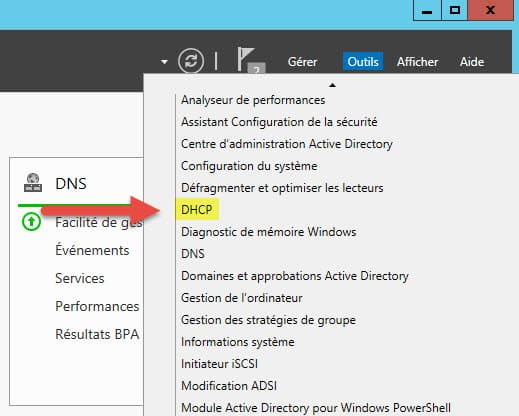 2
Gérer Outils Afficher Aide
Analyseur de performances
Assistant Configuration de la sécurité
Centre d'administration Active Directory
Configuration du système
Défragmenter et optimiser les lecteurs
DHCP
Diagnostic de mémoire Windows
DNS
Domaines et approbations Active Directory
Gestion de l'ordinateur
Gestion des stratégies de groupe
Informations système
Initiateur iSCSI
Modification ADSI
Module Active Directory pour Windows PowerShell
DNS
Facilité de ges
Événements
Services
Performances
Résultats BPA